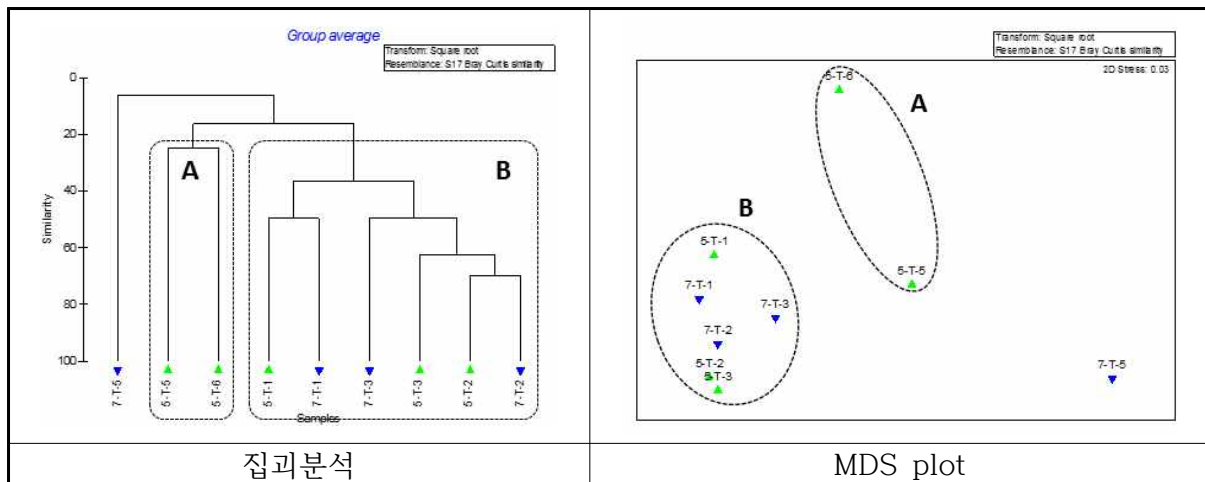 Group average
Transform: Square root
Resemblance: S17 Bray Curtis similarity
0
20
40
60
80
100
Similarity
A
B
7-T-5
5-T-5
5-T-6
5-T-1
7-T-1
7-T-3
5-T-3
5-T-2
7-T-2
Samples
Transform: Square root
Resemblance: S17 Bray Curtis similarity
2D Stress: 0.03
5-T-6
A
B
5-T-1
5-T-5
7-T-1
7-T-3
7-T-2
5-T-2
5-T-3
7-T-5
집괴분석
MDS plot